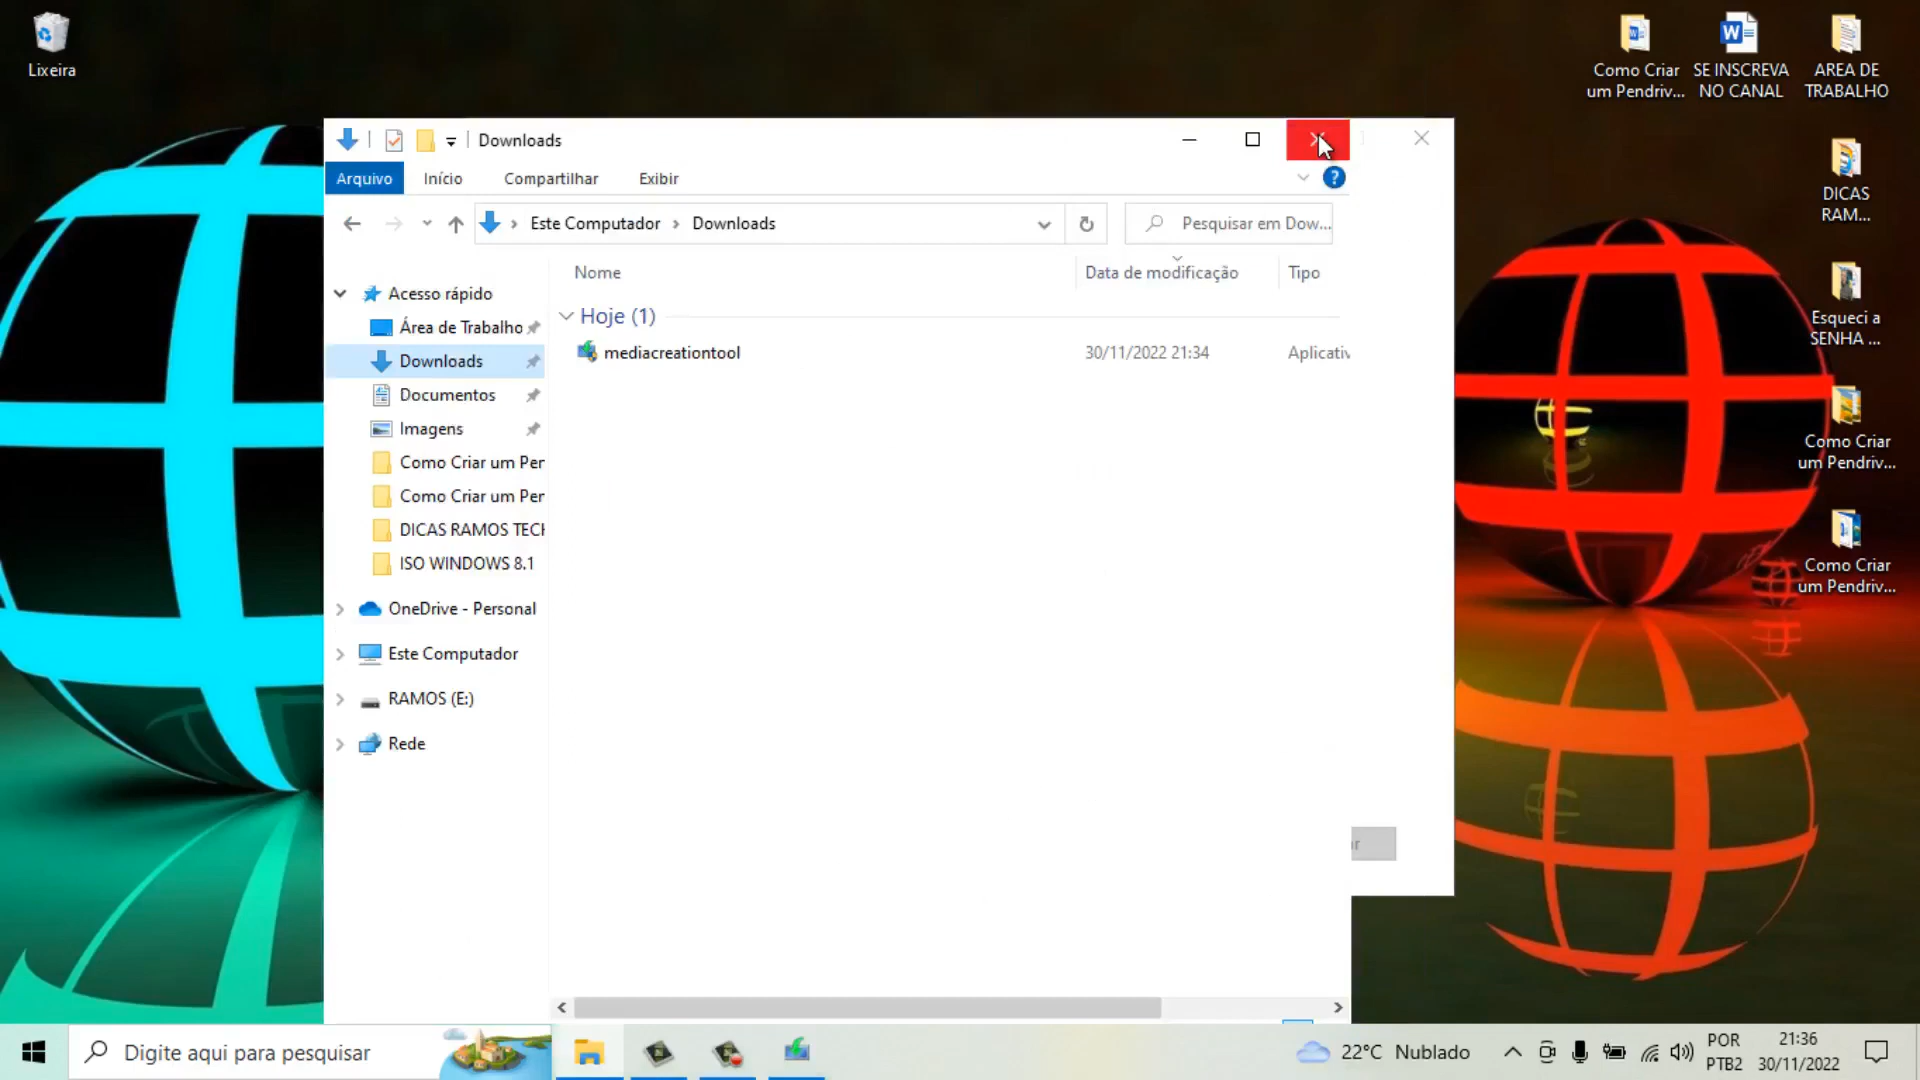 Lixeira
Como Criar
um Pendriv...
SE INSCREVA
NO CANAL
AREA DE
TRABALHO
DICAS
RAM...
Esqueci a
SENHA ...
Como Criar
um Pendriv...
Como Criar
um Pendriv...
Downloads
Arquivo
Início
Compartilhar
Exibir
?
Este Computador
Downloads
Pesquisar em Dow...
Nome
Data de modificação
Tipo
Acesso rápido
Área de Trabalho
Downloads
Documentos
Imagens
Como Criar um Per
Como Criar um Per
DICAS RAMOS TECH
ISO WINDOWS 8.1
OneDrive - Personal
Este Computador
RAMOS (E:)
Rede
Hoje (1)
mediacreationtool
30/11/2022 21:34
Aplicativ
Digite aqui para pesquisar
22°C Nublado
POR
PTB2
21:36
30/11/2022